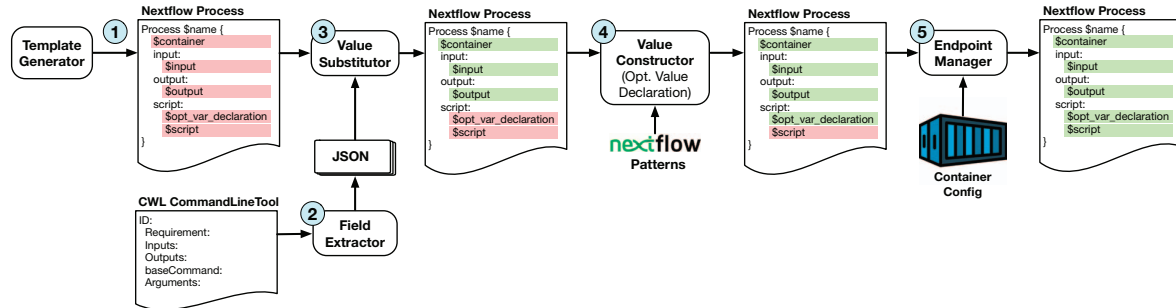 Template
Generator
1
Nextflow Process
Process $name {
$container
input:
$input
output:
$output
script:
$opt_var_declaration
$script
}
3
Value
Substitutor
JSON
CWL CommandLineTool
ID:
Requirement:
Inputs:
Outputs:
baseCommand:
Arguments:
2
Field
Extractor
Nextflow Process
Process $name {
$container
input:
$input
output:
$output
script:
$opt_var_declaration
$script
}
4
Value
Constructor
(Opt. Value
Declaration)
nextflow
Patterns
Nextflow Process
Process $name {
$container
input:
$input
output:
$output
script:
$opt_var_declaration
$script
}
5
Endpoint
Manager
Container
Config
Nextflow Process
Process $name {
$container
input:
$input
output:
$output
script:
$opt_var_declaration
$script
}